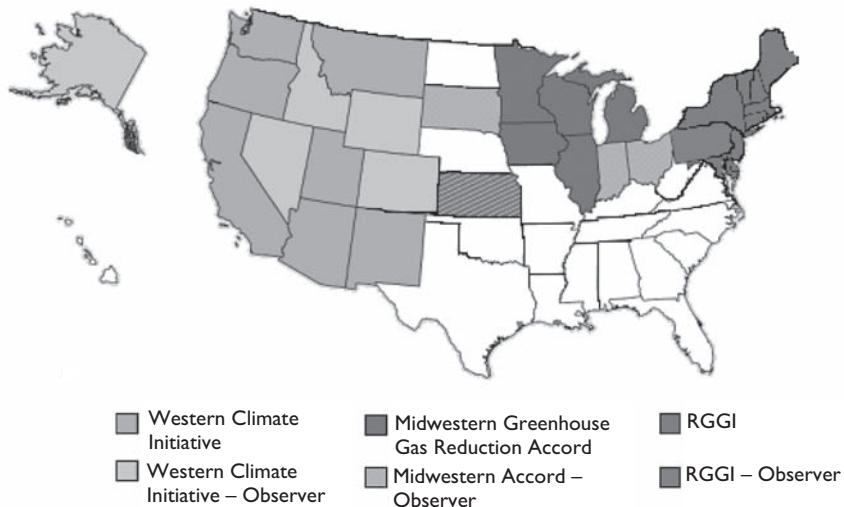 Western Climate
Initiative
Western Climate
Initiative – Observer
Midwestern Greenhouse
Gas Reduction Accord
Midwestern Accord –
Observer
RGGI
RGGI – Observer